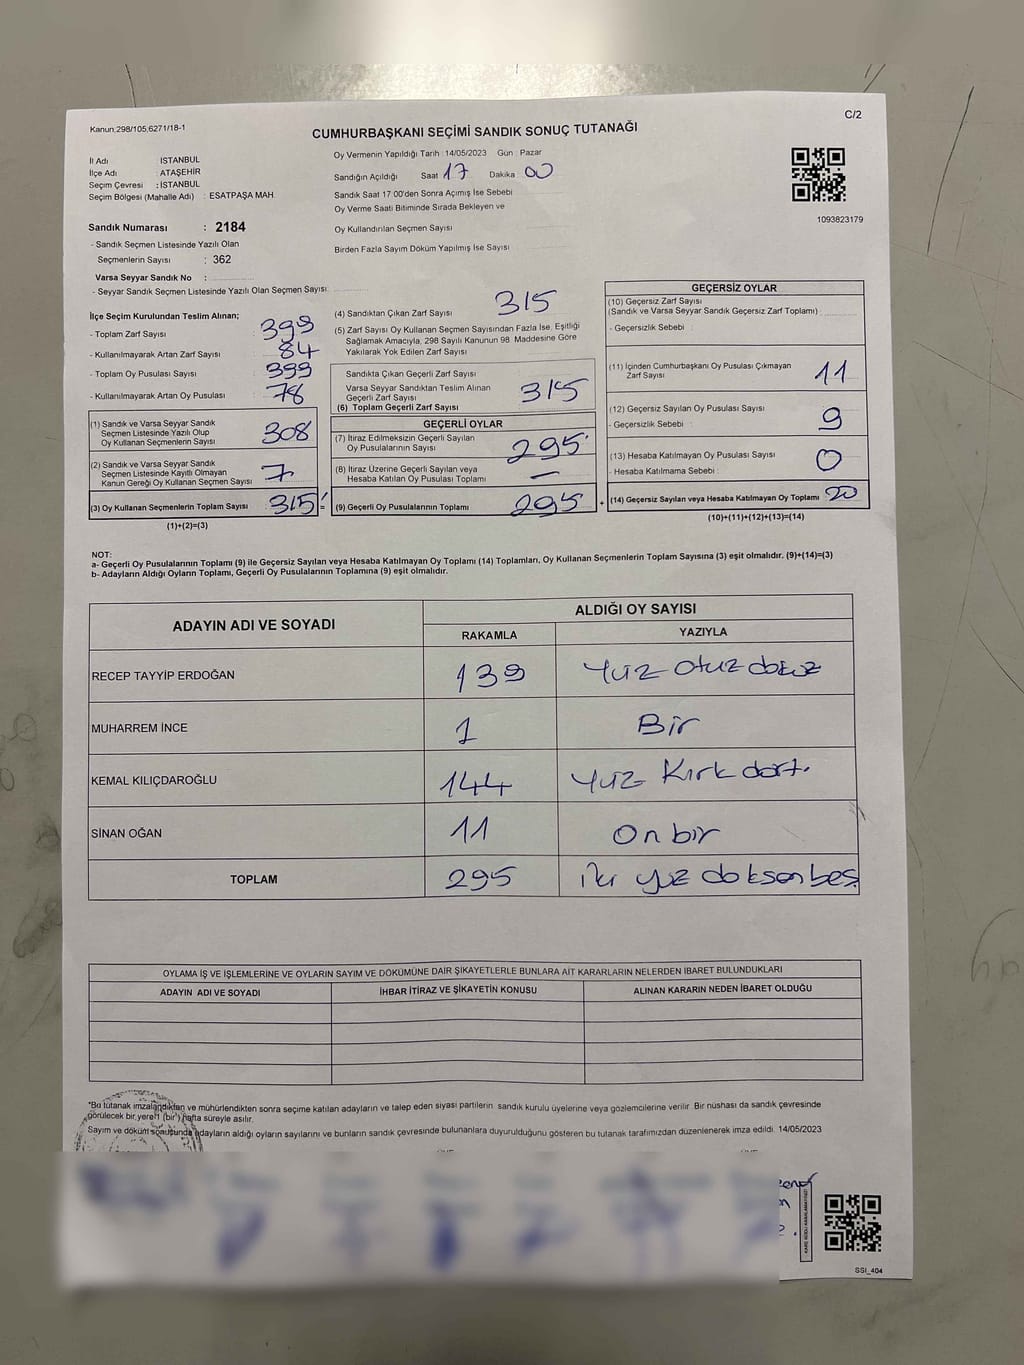 Kanun:298/105;6271/18-1
C/2
CUMHURBAŞKANI SEÇİMİ SANDIK SONUÇ TUTANAĞI
İl Adı : İSTANBUL
İlçe Adı : ATAŞEHİR
Seçim Çevresi : İSTANBUL
Seçim Bölgesi (Mahalle Adı) : ESATPAŞA MAH.
Oy Vermenin Yapıldığı Tarih : 14/05/2023 Gün : Pazar
Sandığın Açıldığı Saat 17 Dakika 00
Sandık Saat 17.00'den Sonra Açımış İse Sebebi
Oy Verme Saati Bitiminde Sırada Bekleyen ve
Oy Kullandırılan Seçmen Sayısı
Birden Fazla Sayım Döküm Yapılmış İse Sayısı
1093823179
Sandık Numarası : 2184
- Sandık Seçmen Listesinde Yazılı Olan
Seçmenlerin Sayısı : 362
Varsa Seyyar Sandık No :
- Seyyar Sandık Seçmen Listesinde Yazılı Olan Seçmen Sayısı:
İlçe Seçim Kurulundan Teslim Alınan;
- Toplam Zarf Sayısı : 399
- Kullanılmayarak Artan Zarf Sayısı : 84
- Toplam Oy Pusulası Sayısı : 399
- Kullanılmayarak Artan Oy Pusulası : 78
(1) Sandık ve Varsa Seyyar Sandık
Seçmen Listesinde Yazılı Olup
Oy Kullanan Seçmenlerin Sayısı 308
(2) Sandık ve Varsa Seyyar Sandık
Seçmen Listesinde Kayıtlı Olmayan
Kanun Gereği Oy Kullanan Seçmen Sayısı 7
(3) Oy Kullanan Seçmenlerin Toplam Sayısı 315 =
(1)+(2)=(3)
(4) Sandıktan Çıkan Zarf Sayısı 315
(5) Zarf Sayısı Oy Kullanan Seçmen Sayısından Fazla İse, Eşitliği
Sağlamak Amacıyla, 298 Sayılı Kanunun 98. Maddesine Göre
Yakılarak Yok Edilen Zarf Sayısı
Sandıkta Çıkan Geçerli Zarf Sayısı
Varsa Seyyar Sandıktan Teslim Alınan
Geçerli Zarf Sayısı
(6) Toplam Geçerli Zarf Sayısı 315
GEÇERLİ OYLAR
(7) İtiraz Edilmeksizin Geçerli Sayılan
Oy Pusulalarının Sayısı 295
(8) İtiraz Üzerine Geçerli Sayılan veya
Hesaba Katılan Oy Pusulası Toplamı —
(9) Geçerli Oy Pusulalarının Toplamı 295 +
GEÇERSİZ OYLAR
(10) Geçersiz Zarf Sayısı
(Sandık ve Varsa Seyyar Sandık Geçersiz Zarf Toplamı) :
- Geçersizlik Sebebi :
(11) İçinden Cumhurbaşkanı Oy Pusulası Çıkmayan
Zarf Sayısı 11
(12) Geçersiz Sayılan Oy Pusulası Sayısı
- Geçersizlik Sebebi : 9
(13) Hesaba Katılmayan Oy Pusulası Sayısı
- Hesaba Katılmama Sebebi : 0
(14) Geçersiz Sayılan veya Hesaba Katılmayan Oy Toplamı 20
(10)+(11)+(12)+(13)=(14)
NOT:
a- Geçerli Oy Pusulalarının Toplamı (9) ile Geçersiz Sayılan veya Hesaba Katılmayan Oy Toplamı (14) Toplamları, Oy Kullanan Seçmenlerin Toplam Sayısına (3) eşit olmalıdır. (9)+(14)=(3)
b- Adayların Aldığı Oyların Toplamı, Geçerli Oy Pusulalarının Toplamına (9) eşit olmalıdır.
ADAYIN ADI VE SOYADI
ALDIĞI OY SAYISI
RAKAMLA YAZIYLA
RECEP TAYYİP ERDOĞAN 139 Yüz otuz dokuz
MUHARREM İNCE 1 Bir
KEMAL KILIÇDAROĞLU 144 Yüz Kırk dört.
SİNAN OĞAN 11 On bir
TOPLAM 295 iki yüz doksan beş
OYLAMA İŞ VE İŞLEMLERİNE VE OYLARIN SAYIM VE DÖKÜMÜNE DAİR ŞİKAYETLERLE BUNLARA AİT KARARLARIN NELERDEN İBARET BULUNDUKLARI
ADAYIN ADI VE SOYADI İHBAR İTİRAZ VE ŞİKAYETİN KONUSU ALINAN KARARIN NEDEN İBARET OLDUĞU
*Bu tutanak imzalandıktan ve mühürlendikten sonra seçime katılan adayların ve talep eden siyasi partilerin sandık kurulu üyelerine veya gözlemcilerine verilir. Bir nüshası da sandık çevresinde
görülecek bir yere 1 (bir) hafta süreyle asılır.
Sayım ve döküm sonucunda adayların aldığı oyların sayılarını ve bunların sandık çevresinde bulunanlara duyurulduğunu gösteren bu tutanak tarafımızdan düzenlenerek imza edildi. 14/05/2023
SSI_404